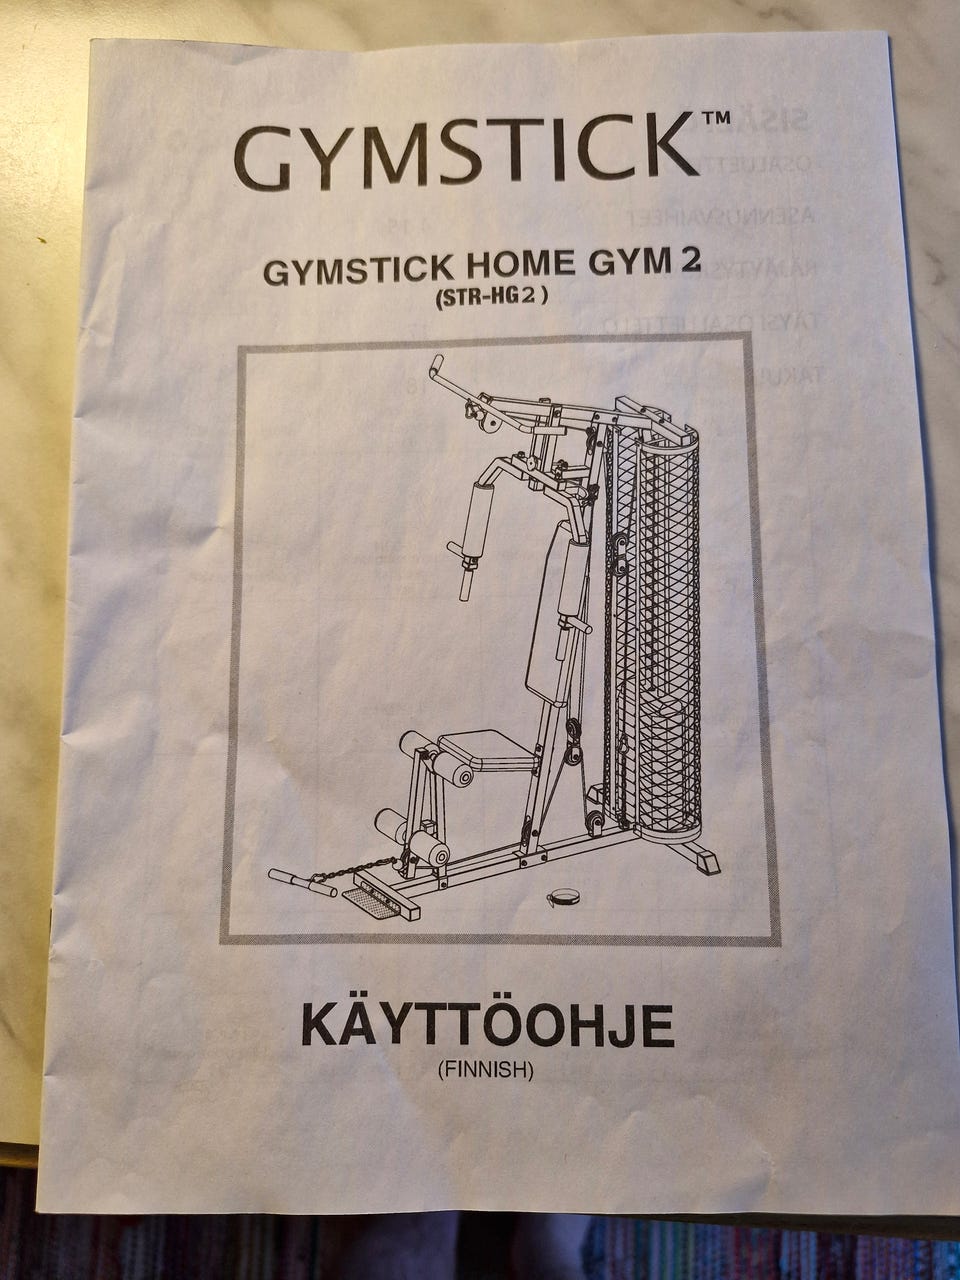 GYMSTICK™
GYMSTICK HOME GYM 2
(STR-HG2)
KÄYTTÖOHJE
(FINNISH)